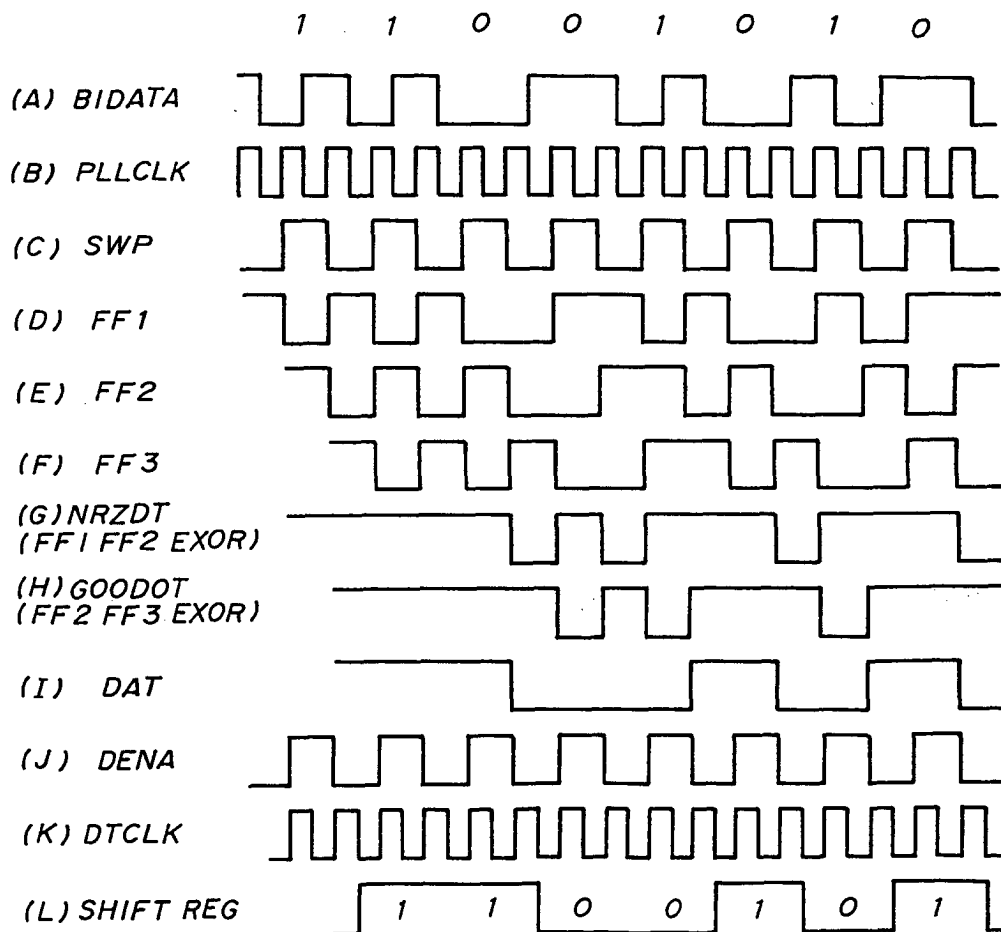 1 1 0 0 1 0 1 0
(A) BIDATA
(B) PLLCLK
(C) SWP
(D) FF1
(E) FF2
(F) FF3
(G) NRZDT
(FF1 FF2 EXOR)
(H) GOODOT
(FF2 FF3 EXOR)
(I) DAT
(J) DENA
(K) DTCLK
(L) SHIFT REG 1 1 0 0 1 0 1